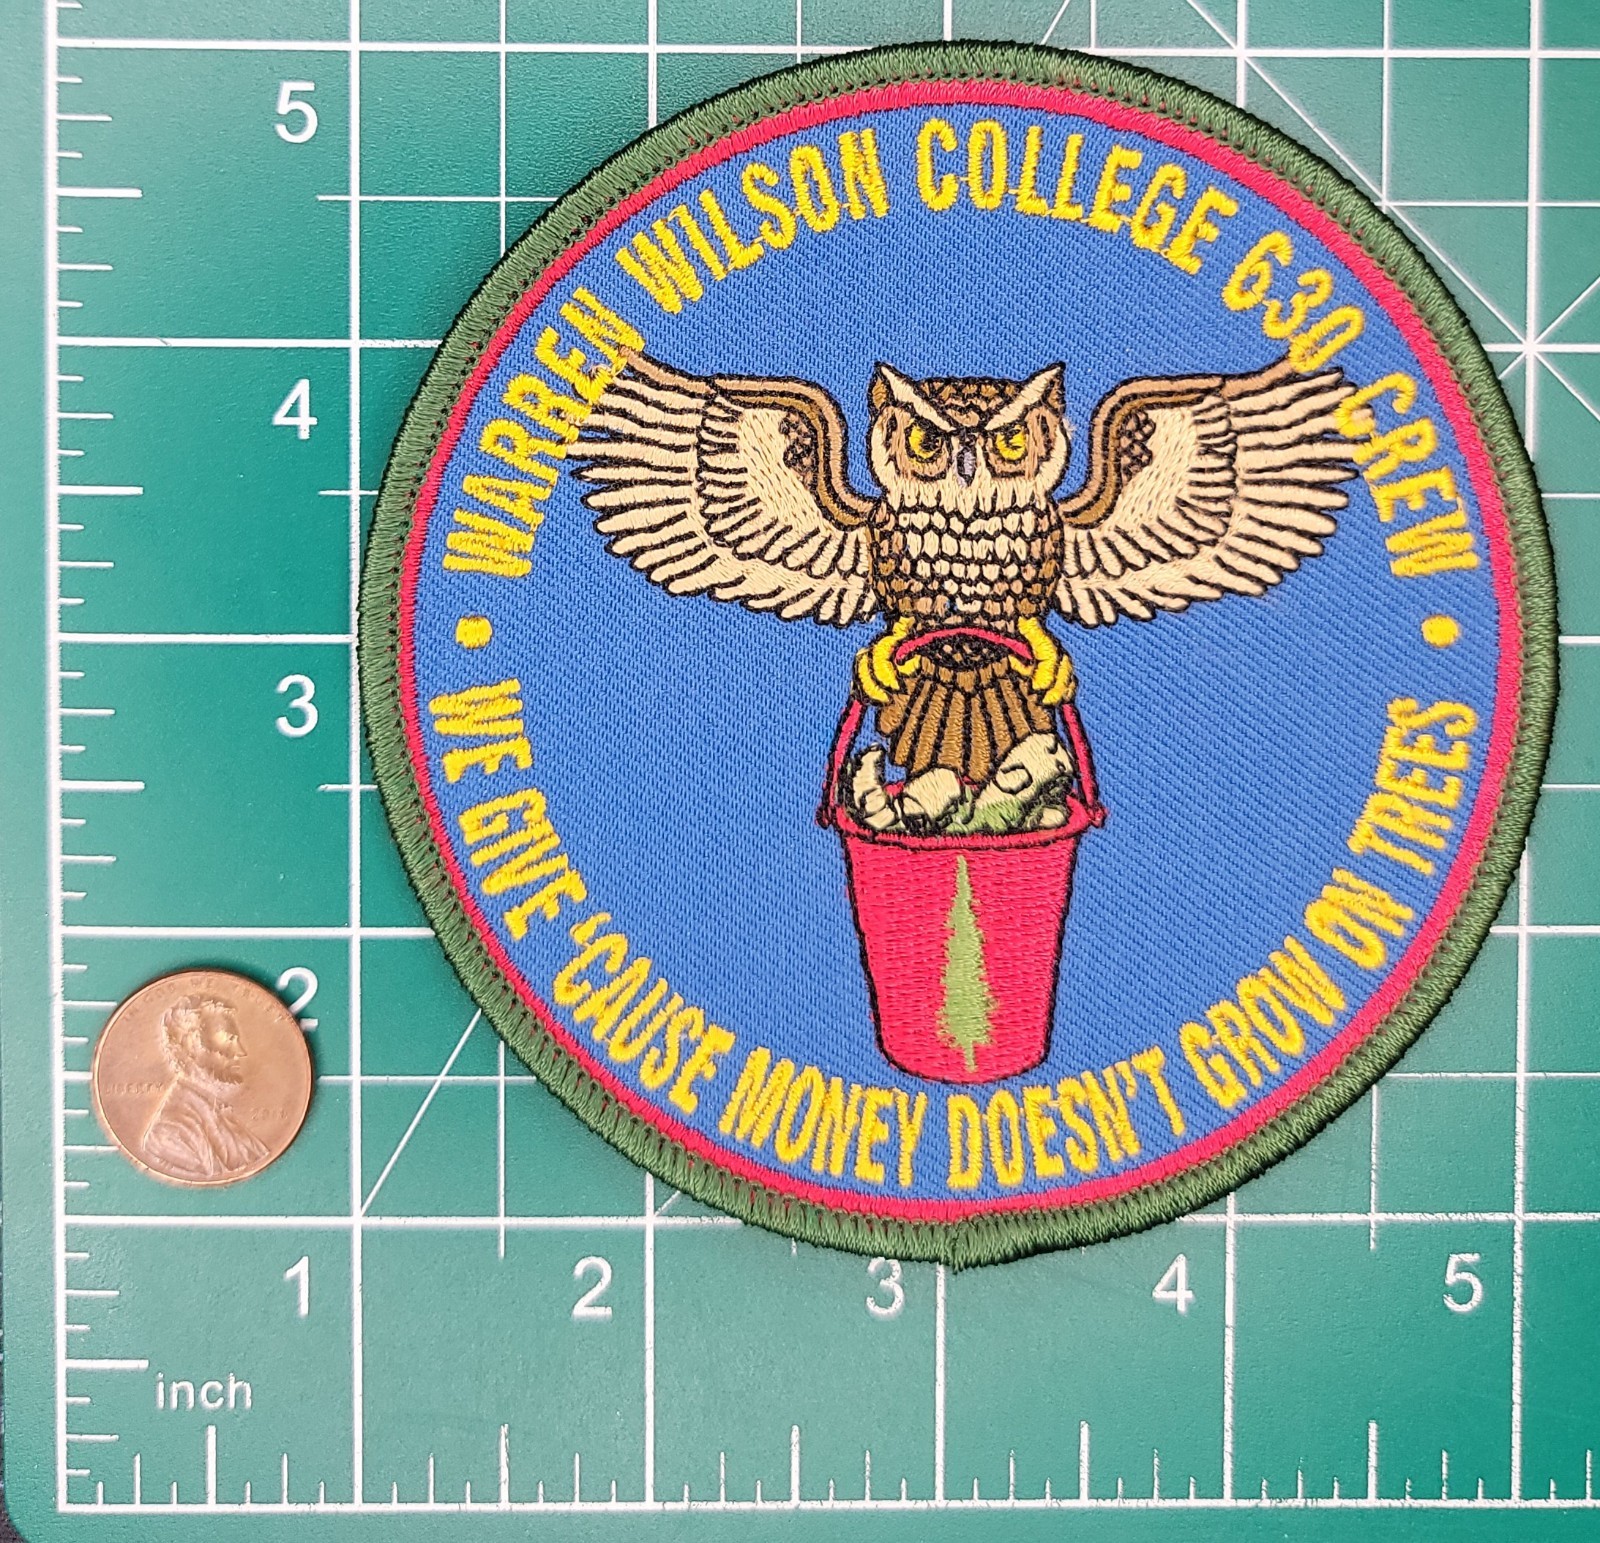 WARREN WILSON COLLEGE 630 CREW
• WE GIVE 'CAUSE MONEY DOESN'T GROW ON TREES •
5
4
3
2
1 2 3 4 5
inch
LIBERTY